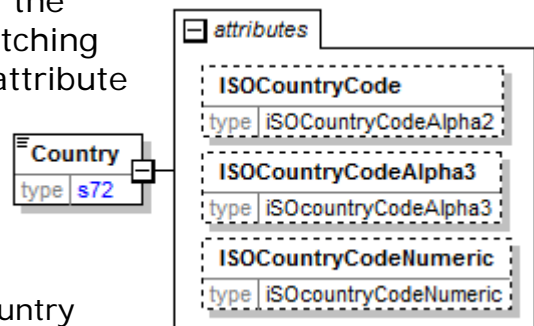 the
tching
attribute
attributes
ISOCountryCode
type iSOCountryCodeAlpha2
Country
type s72
ISOCountryCodeAlpha3
type iSOcountryCodeAlpha3
ISOCountryCodeNumeric
type iSOcountryCodeNumeric
untry